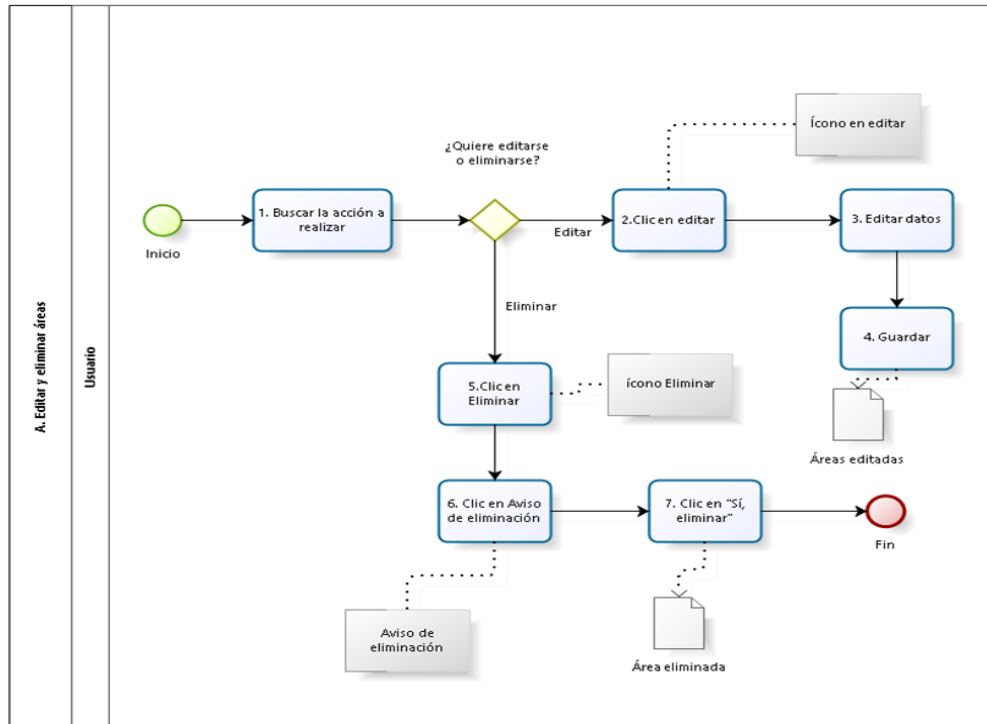 A. Editar y eliminar áreas
Usuario
Inicio
1. Buscar la acción a
realizar
¿Quiere editarse
o eliminarse?
Editar
Eliminar
2.Clic en editar
Ícono en editar
3. Editar datos
4. Guardar
Áreas editadas
5.Clic en
Eliminar
ícono Eliminar
6. Clic en Aviso
de eliminación
Aviso de
eliminación
7. Clic en "Sí,
eliminar"
Área eliminada
Fin